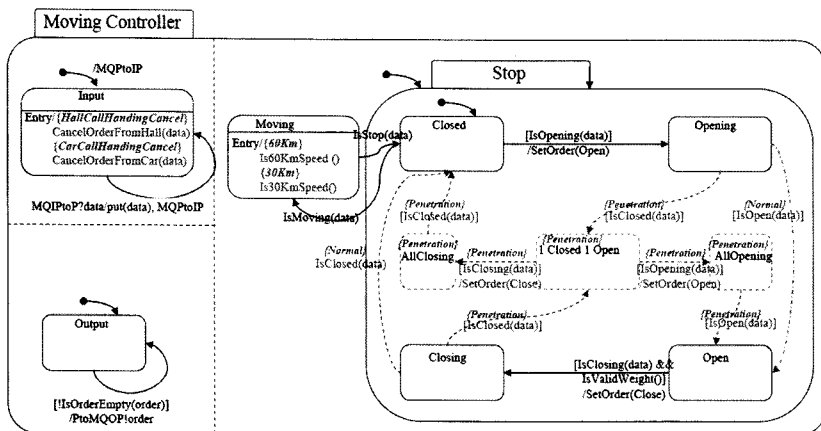 Moving Controller
/MQPtoIP
Input
Entry/{HallCallHandingCancel}
CancelOrderFromHall(data)
{CarCallHandingCancel}
CancelOrderFromCar(data)
MQIPtoP?data/put(data), MQPtoIP
Output
[!IsOrderEmpty(order)]
/PtoMQOP!order
Moving
Entry/{60Km}
Is60KmSpeed ()
{30Km}
Is30KmSpeed()
IsStop(data)
IsMoving(data)
Stop
Closed
[IsOpening(data)]
/SetOrder(Open)
Opening
{Penetration}
[IsClosed(data)]
{Penetration}
[IsClosed(data)]
{Normal}
[IsOpen(data)]
{Normal}
IsClosed(data)
{Penetration}
AllClosing
{Penetration}
[IsClosing(data)]
/SetOrder(Close)
{Penetration}
1 Closed 1 Open
{Penetration}
[IsOpening(data)]
/SetOrder(Open)
{Penetration}
AllOpening
{Penetration}
[IsClosed(data)]
{Penetration}
[IsOpen(data)]
Closing
[IsClosing(data) &&
IsValidWeight()]
/SetOrder(Close)
Open